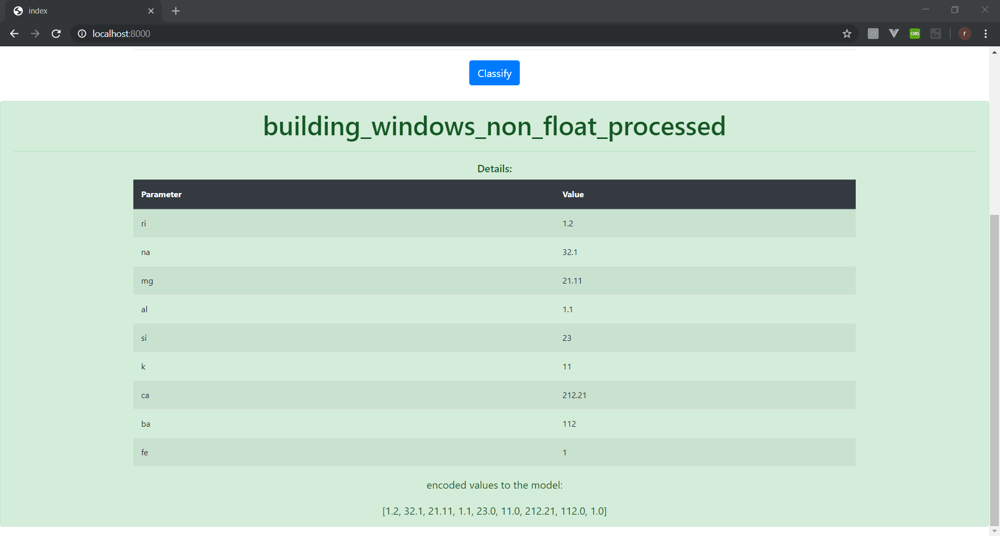 index
localhost:8000
CORS
Se
r
Classify
building_windows_non_float_processed
Details:
Parameter Value
ri 1.2
na 32.1
mg 21.11
al 1.1
si 23
k 11
ca 212.21
ba 112
fe 1
encoded values to the model:
[1.2, 32.1, 21.11, 1.1, 23.0, 11.0, 212.21, 112.0, 1.0]